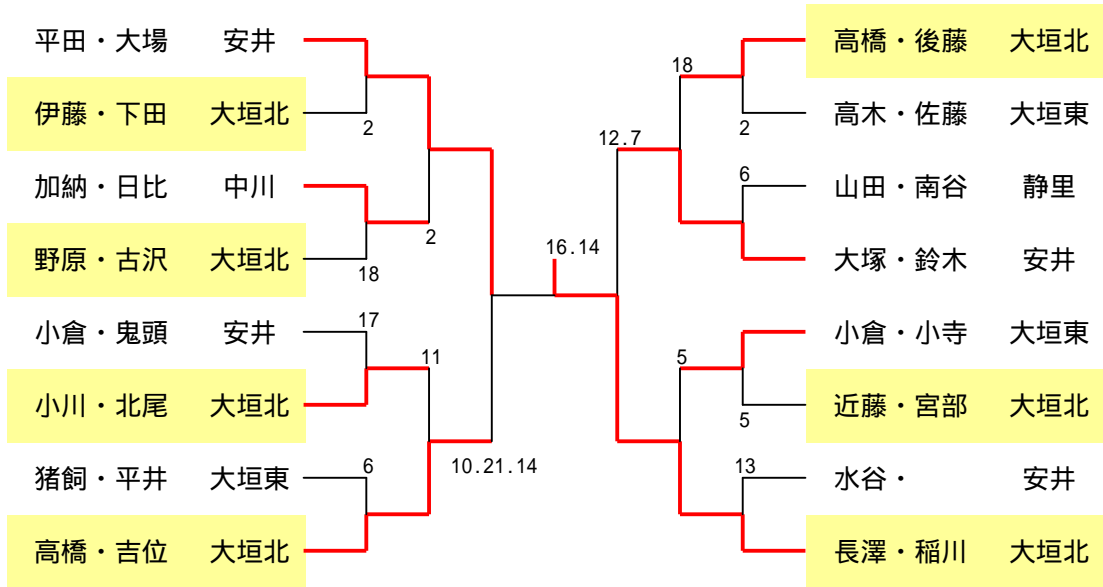 平田・大場 安井
伊藤・下田 大垣北
加納・日比 中川
野原・古沢 大垣北
小倉・鬼頭 安井
小川・北尾 大垣北
猪飼・平井 大垣東
高橋・吉位 大垣北
2
18
17
6
2
11
10.21.14
16.14
12.7
18
5
2
6
5
13
高橋・後藤 大垣北
高木・佐藤 大垣東
山田・南谷 静里
大塚・鈴木 安井
小倉・小寺 大垣東
近藤・宮部 大垣北
水谷・ 安井
長澤・稲川 大垣北